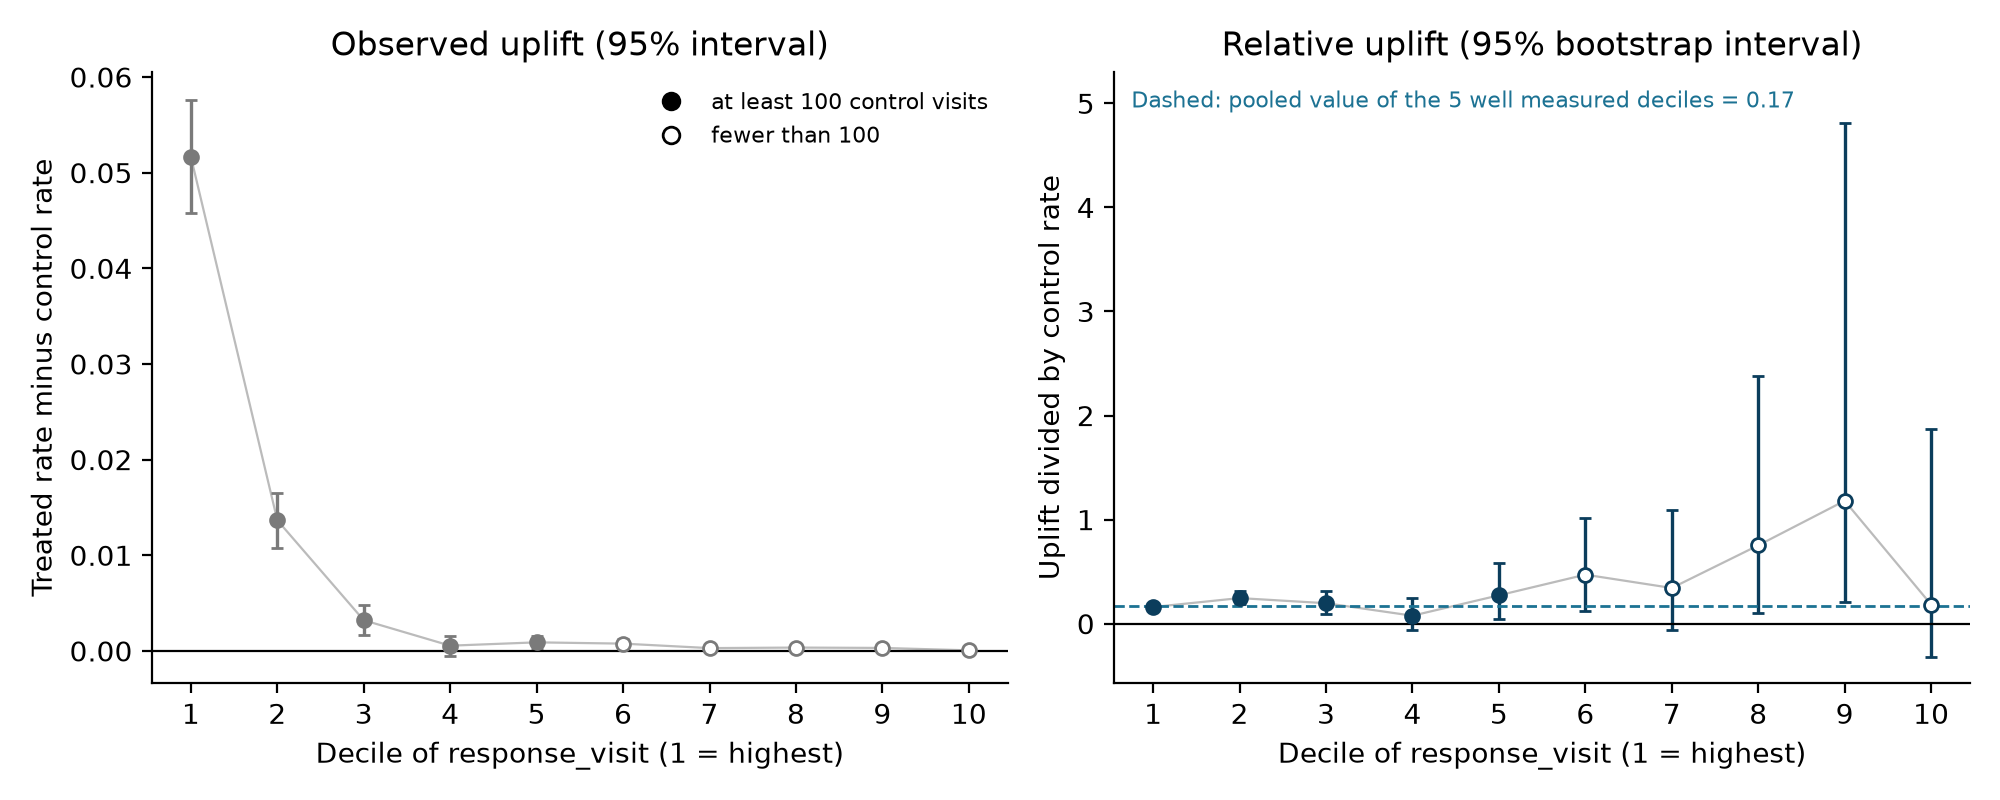 Observed uplift (95% interval)
Treated rate minus control rate
0.06
0.05
0.04
0.03
0.02
0.01
0.00
at least 100 control visits
fewer than 100
1 2 3 4 5 6 7 8 9 10
Decile of response_visit (1 = highest)
Relative uplift (95% bootstrap interval)
Uplift divided by control rate
5
4
3
2
1
0
Dashed: pooled value of the 5 well measured deciles = 0.17
1 2 3 4 5 6 7 8 9 10
Decile of response_visit (1 = highest)